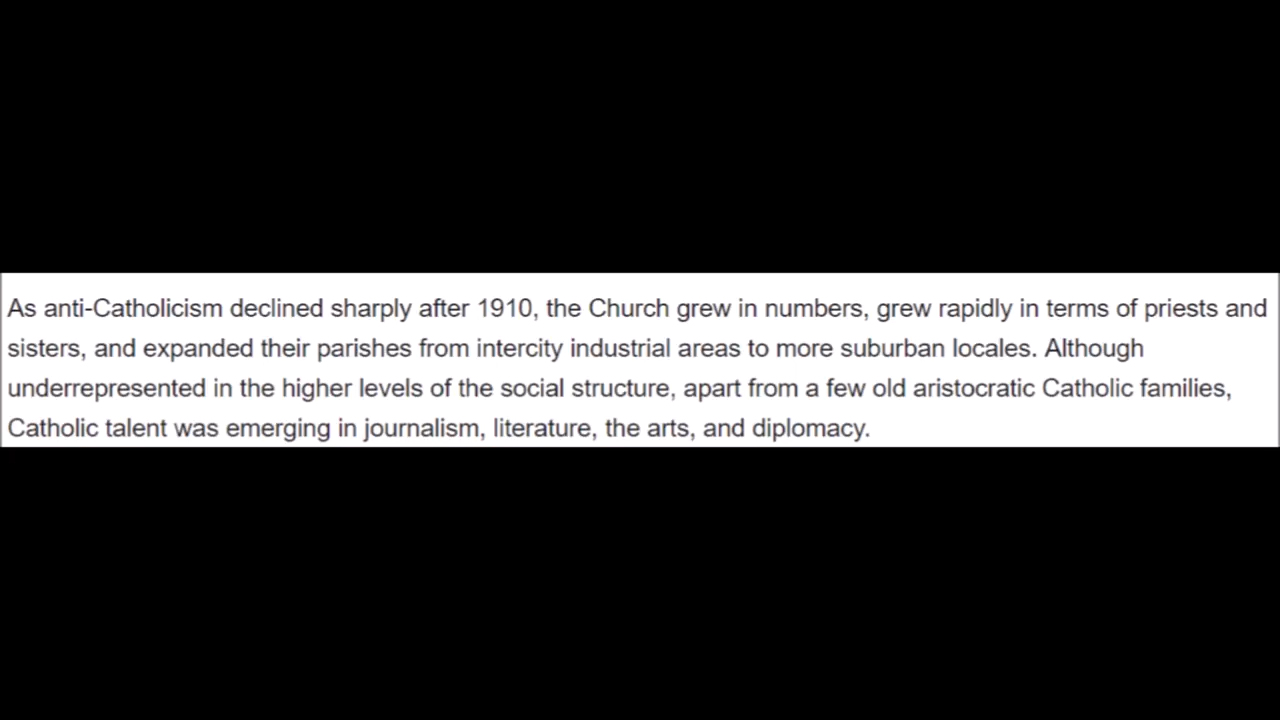 As anti-Catholicism declined sharply after 1910, the Church grew in numbers, grew rapidly in terms of priests and
sisters, and expanded their parishes from intercity industrial areas to more suburban locales. Although
underrepresented in the higher levels of the social structure, apart from a few old aristocratic Catholic families,
Catholic talent was emerging in journalism, literature, the arts, and diplomacy.